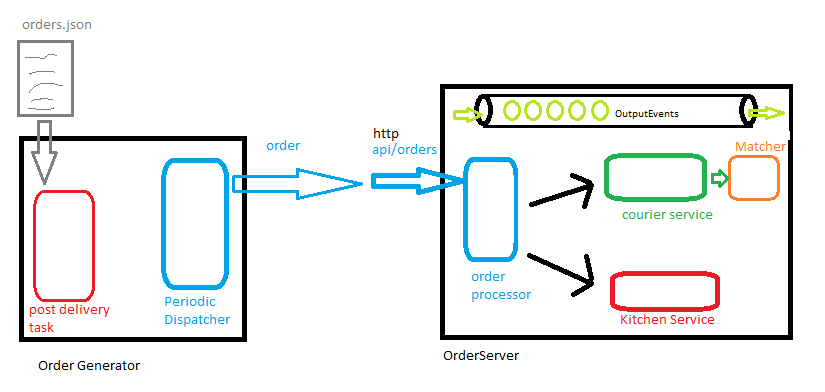 orders.json
OutputEvents
http
order
api/orders
Matcher
courier service
order
processor
Periodic
Dispatcher
post delivery
task
Kitchen Service
OrderServer
Order Generator